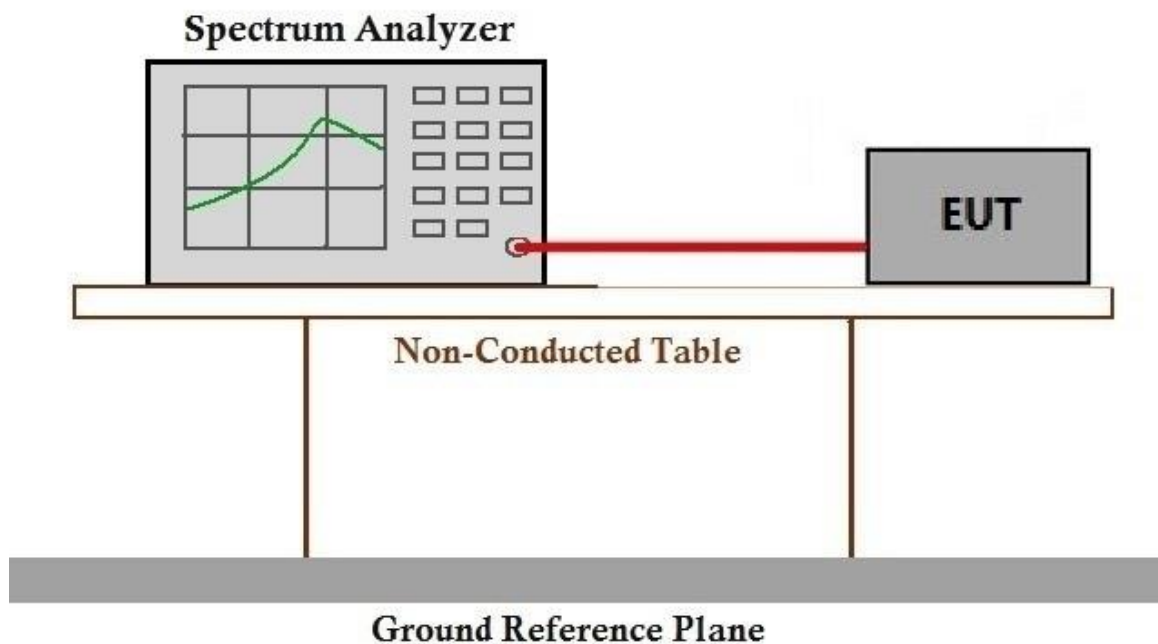 Spectrum Analyzer
EUT
Non-Conducted Table
Ground Reference Plane